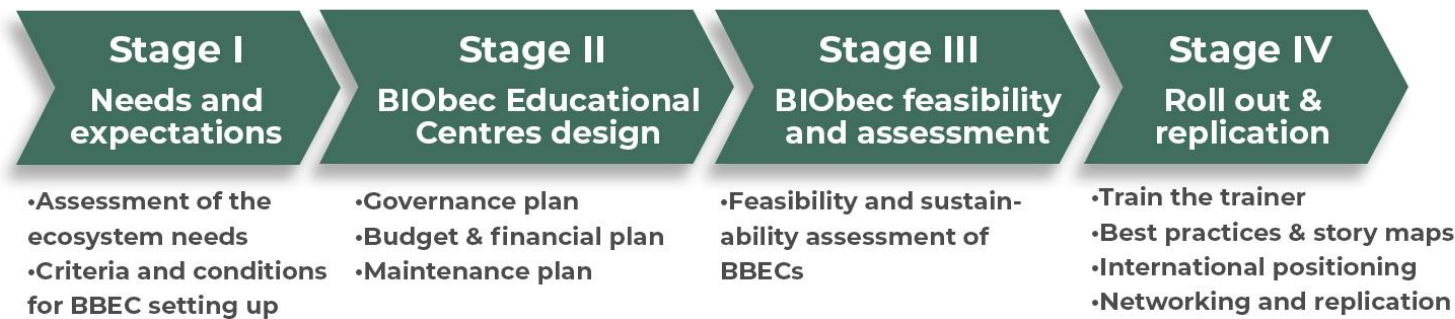 Stage I
Needs and
expectations
•Assessment of the
ecosystem needs
•Criteria and conditions
for BBEC setting up
Stage II
BIObec Educational
Centres design
•Governance plan
•Budget & financial plan
•Maintenance plan
Stage III
BIObec feasibility
and assessment
•Feasibility and sustain-
ability assessment of
BBECs
Stage IV
Roll out &
replication
•Train the trainer
•Best practices & story maps
•International positioning
•Networking and replication